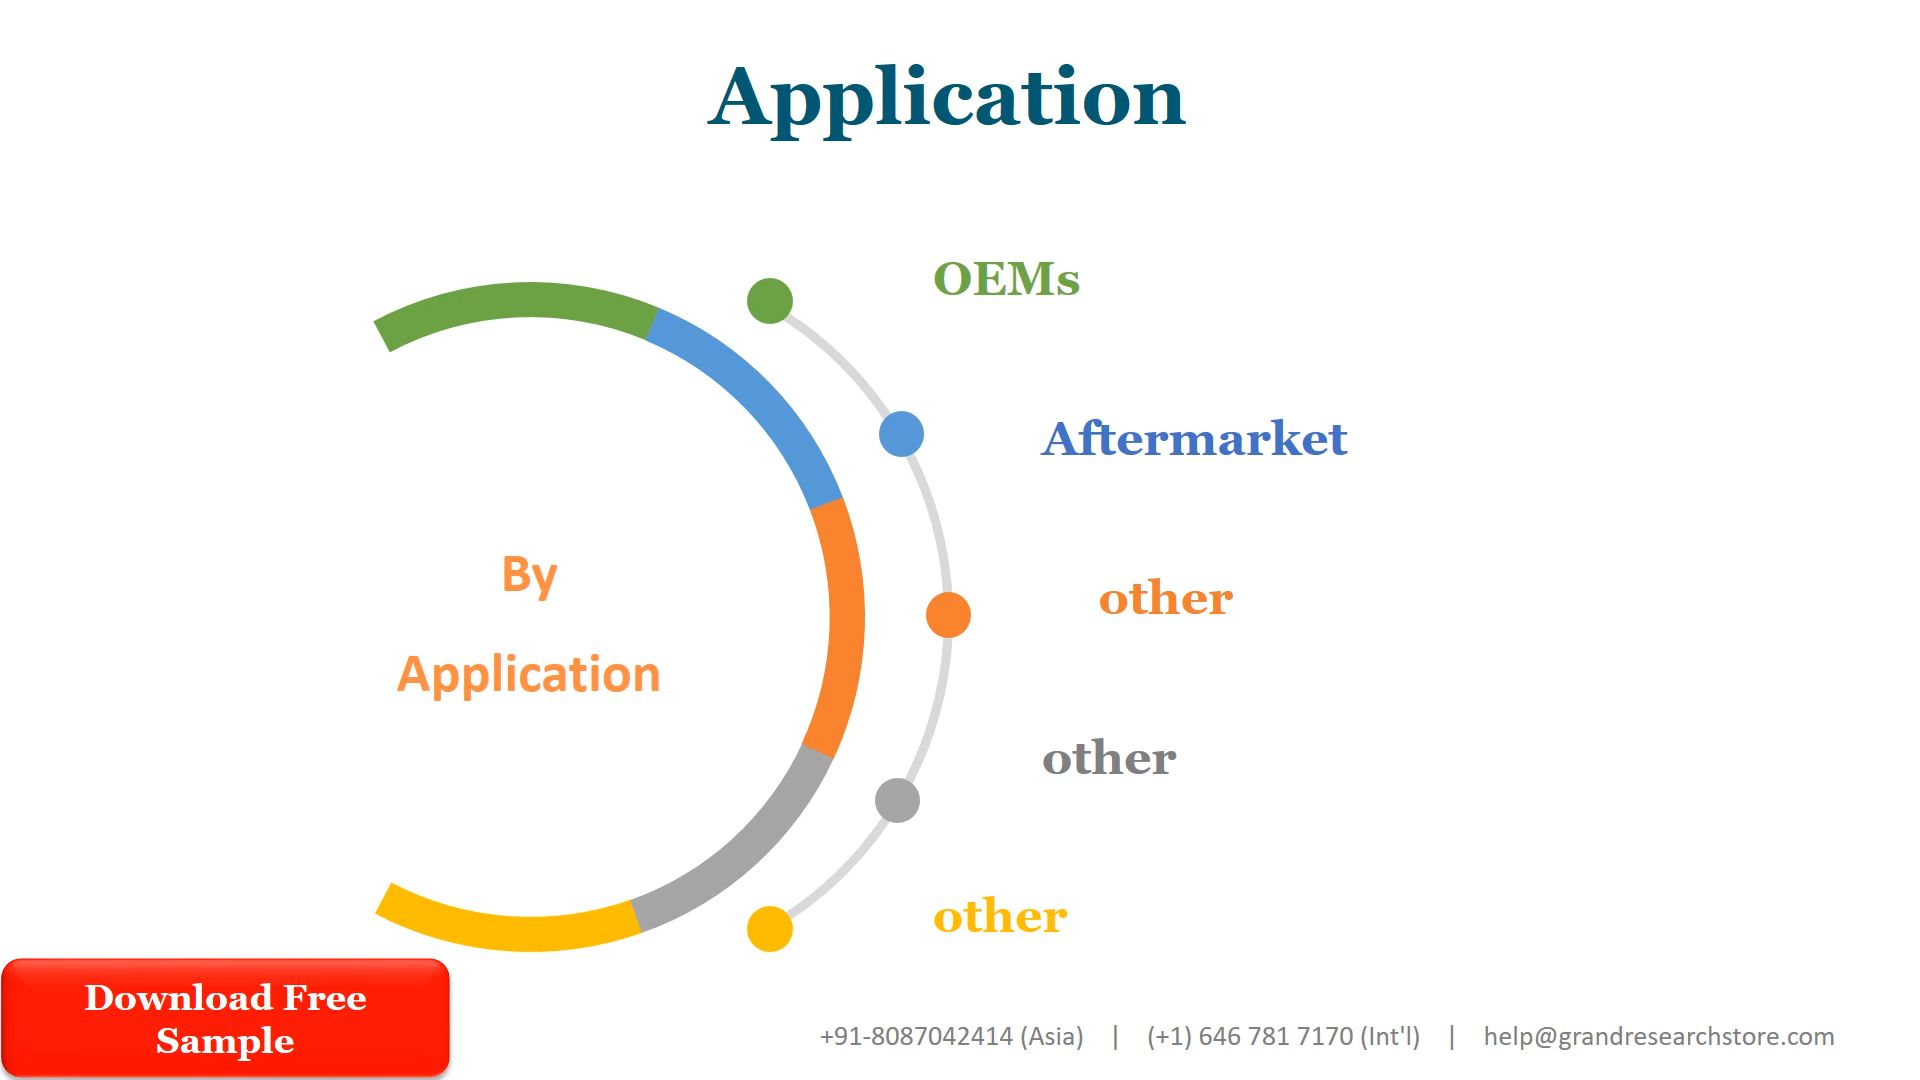 Application
OEMs
Aftermarket
By
Application
other
other
other
Download Free
Sample
+91-8087042414 (Asia) | (+1) 646 781 7170 (Int'l) | help@grandresearchstore.com